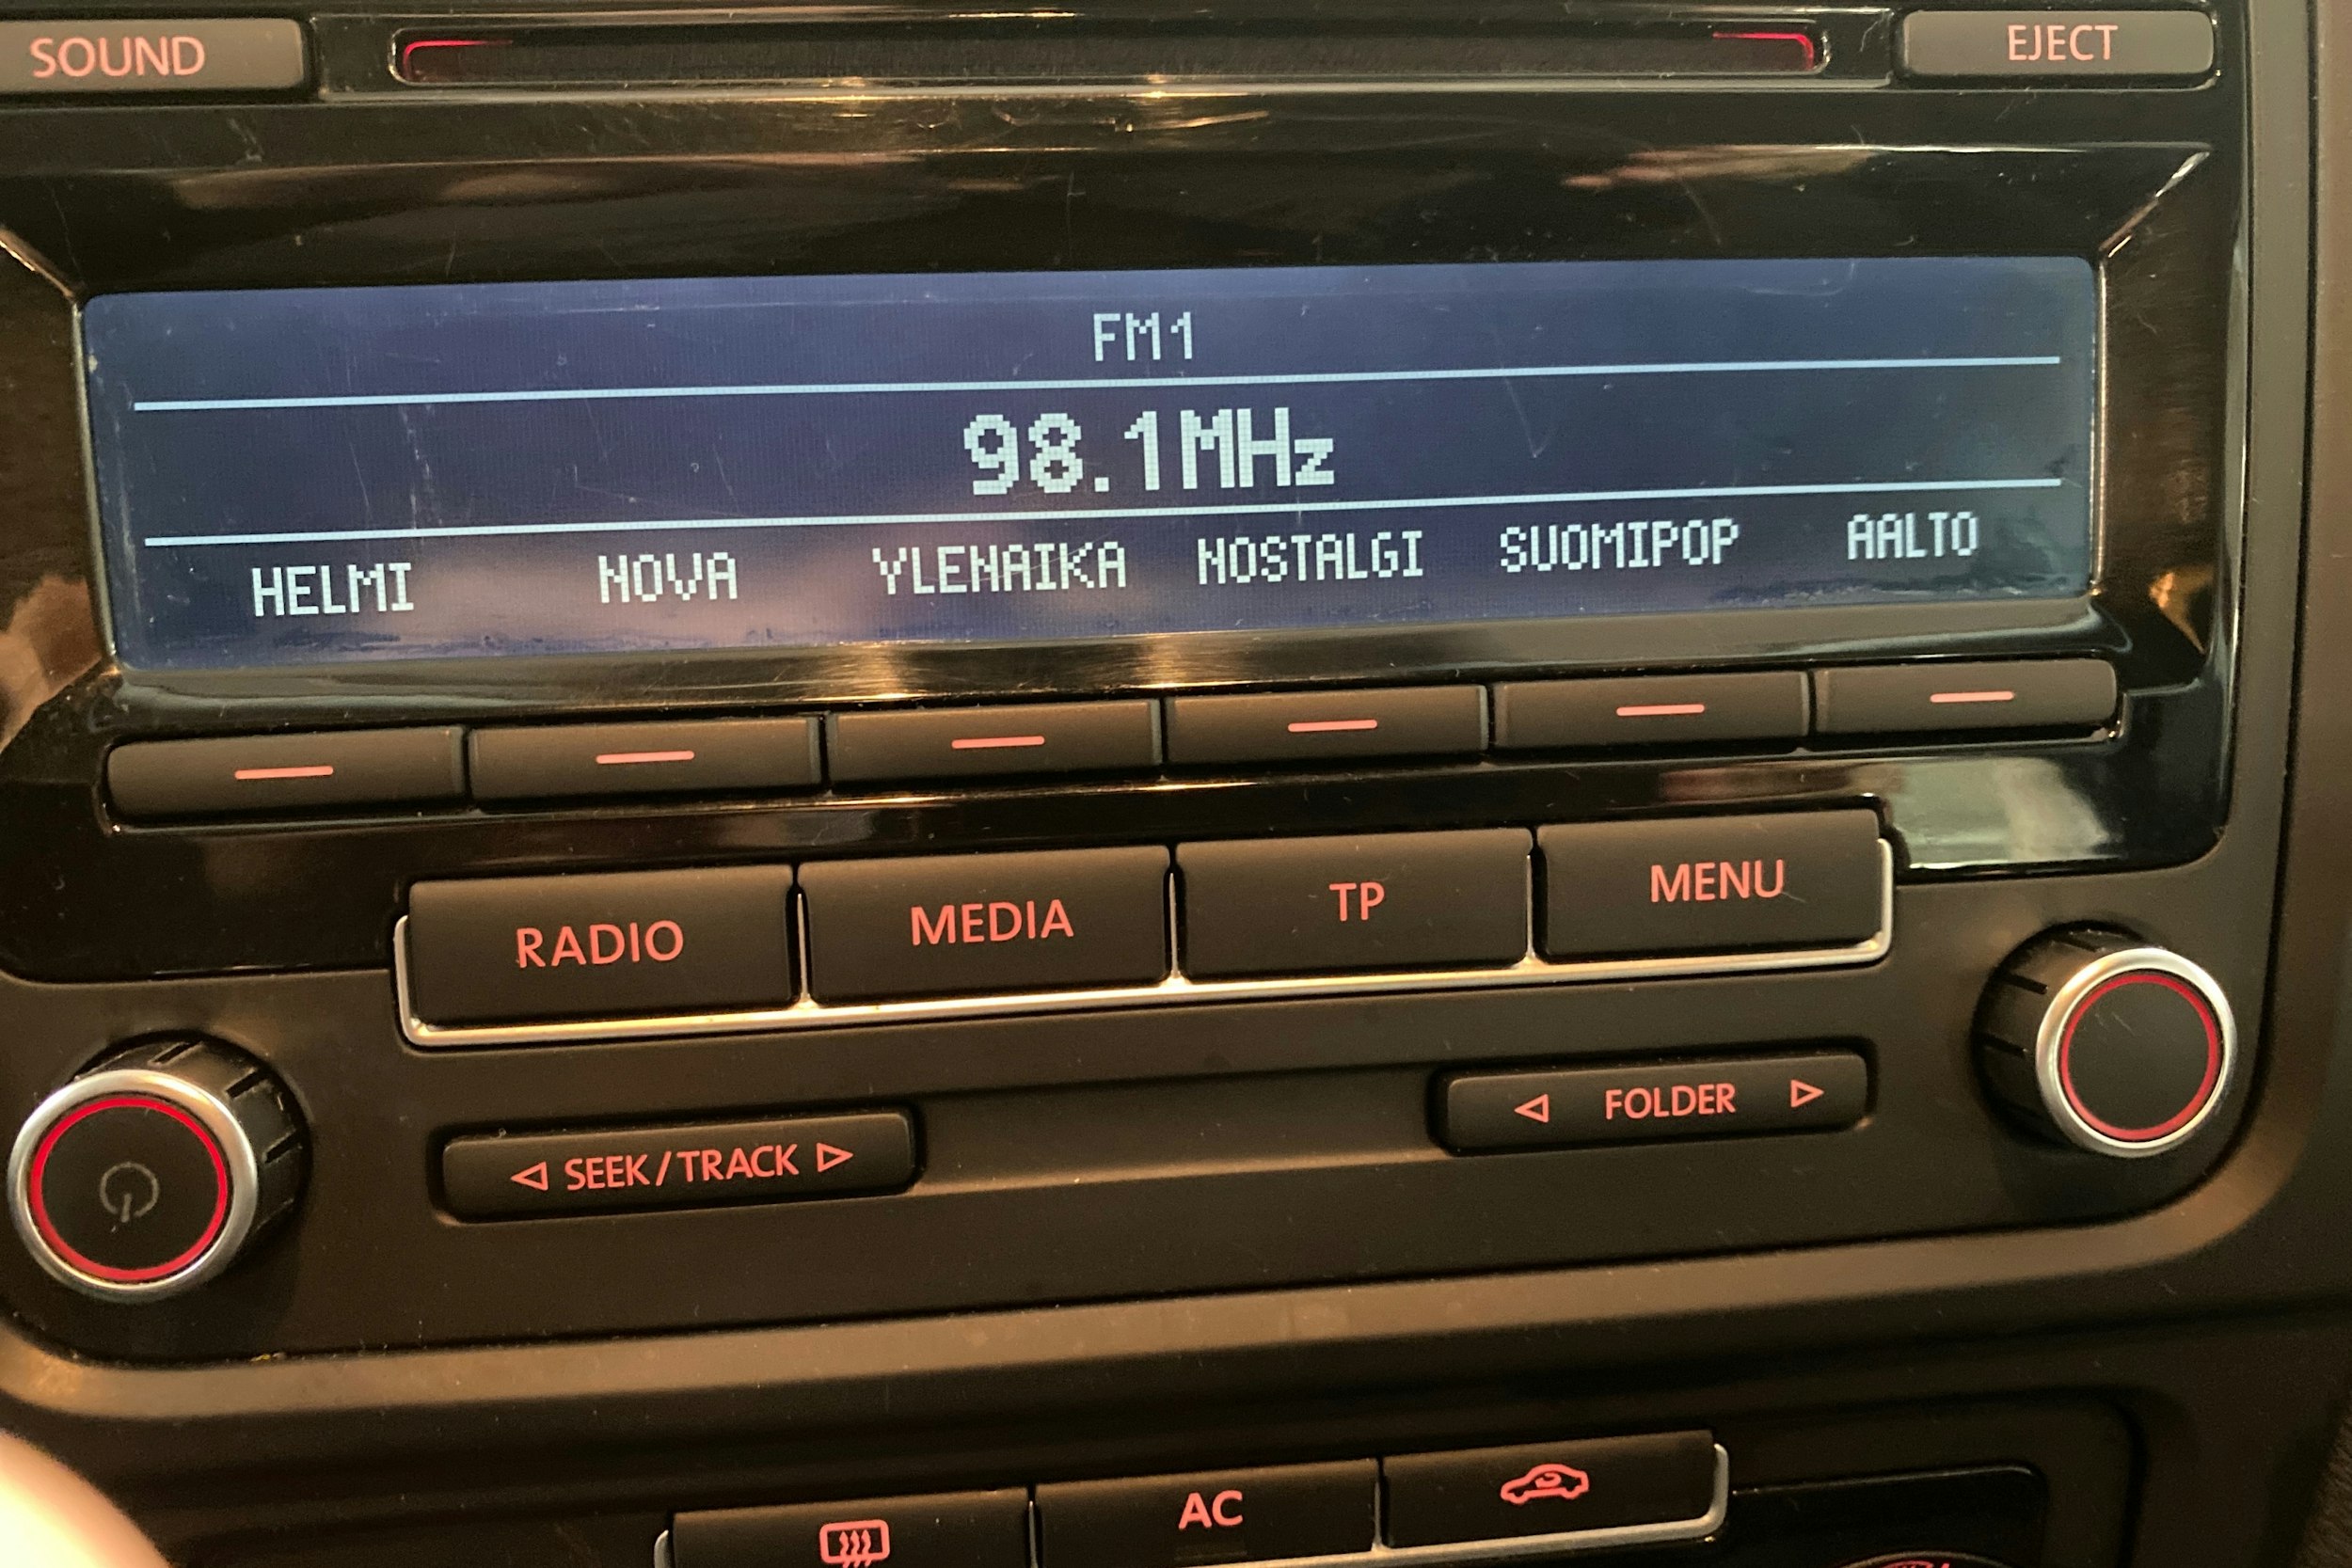 SOUND EJECT
FM1
98.1MHz
HELMI NOVA YLENAIKA NOSTALGI SUOMIPOP AALTO
RADIO MEDIA TP MENU
SEEK/TRACK FOLDER
AC